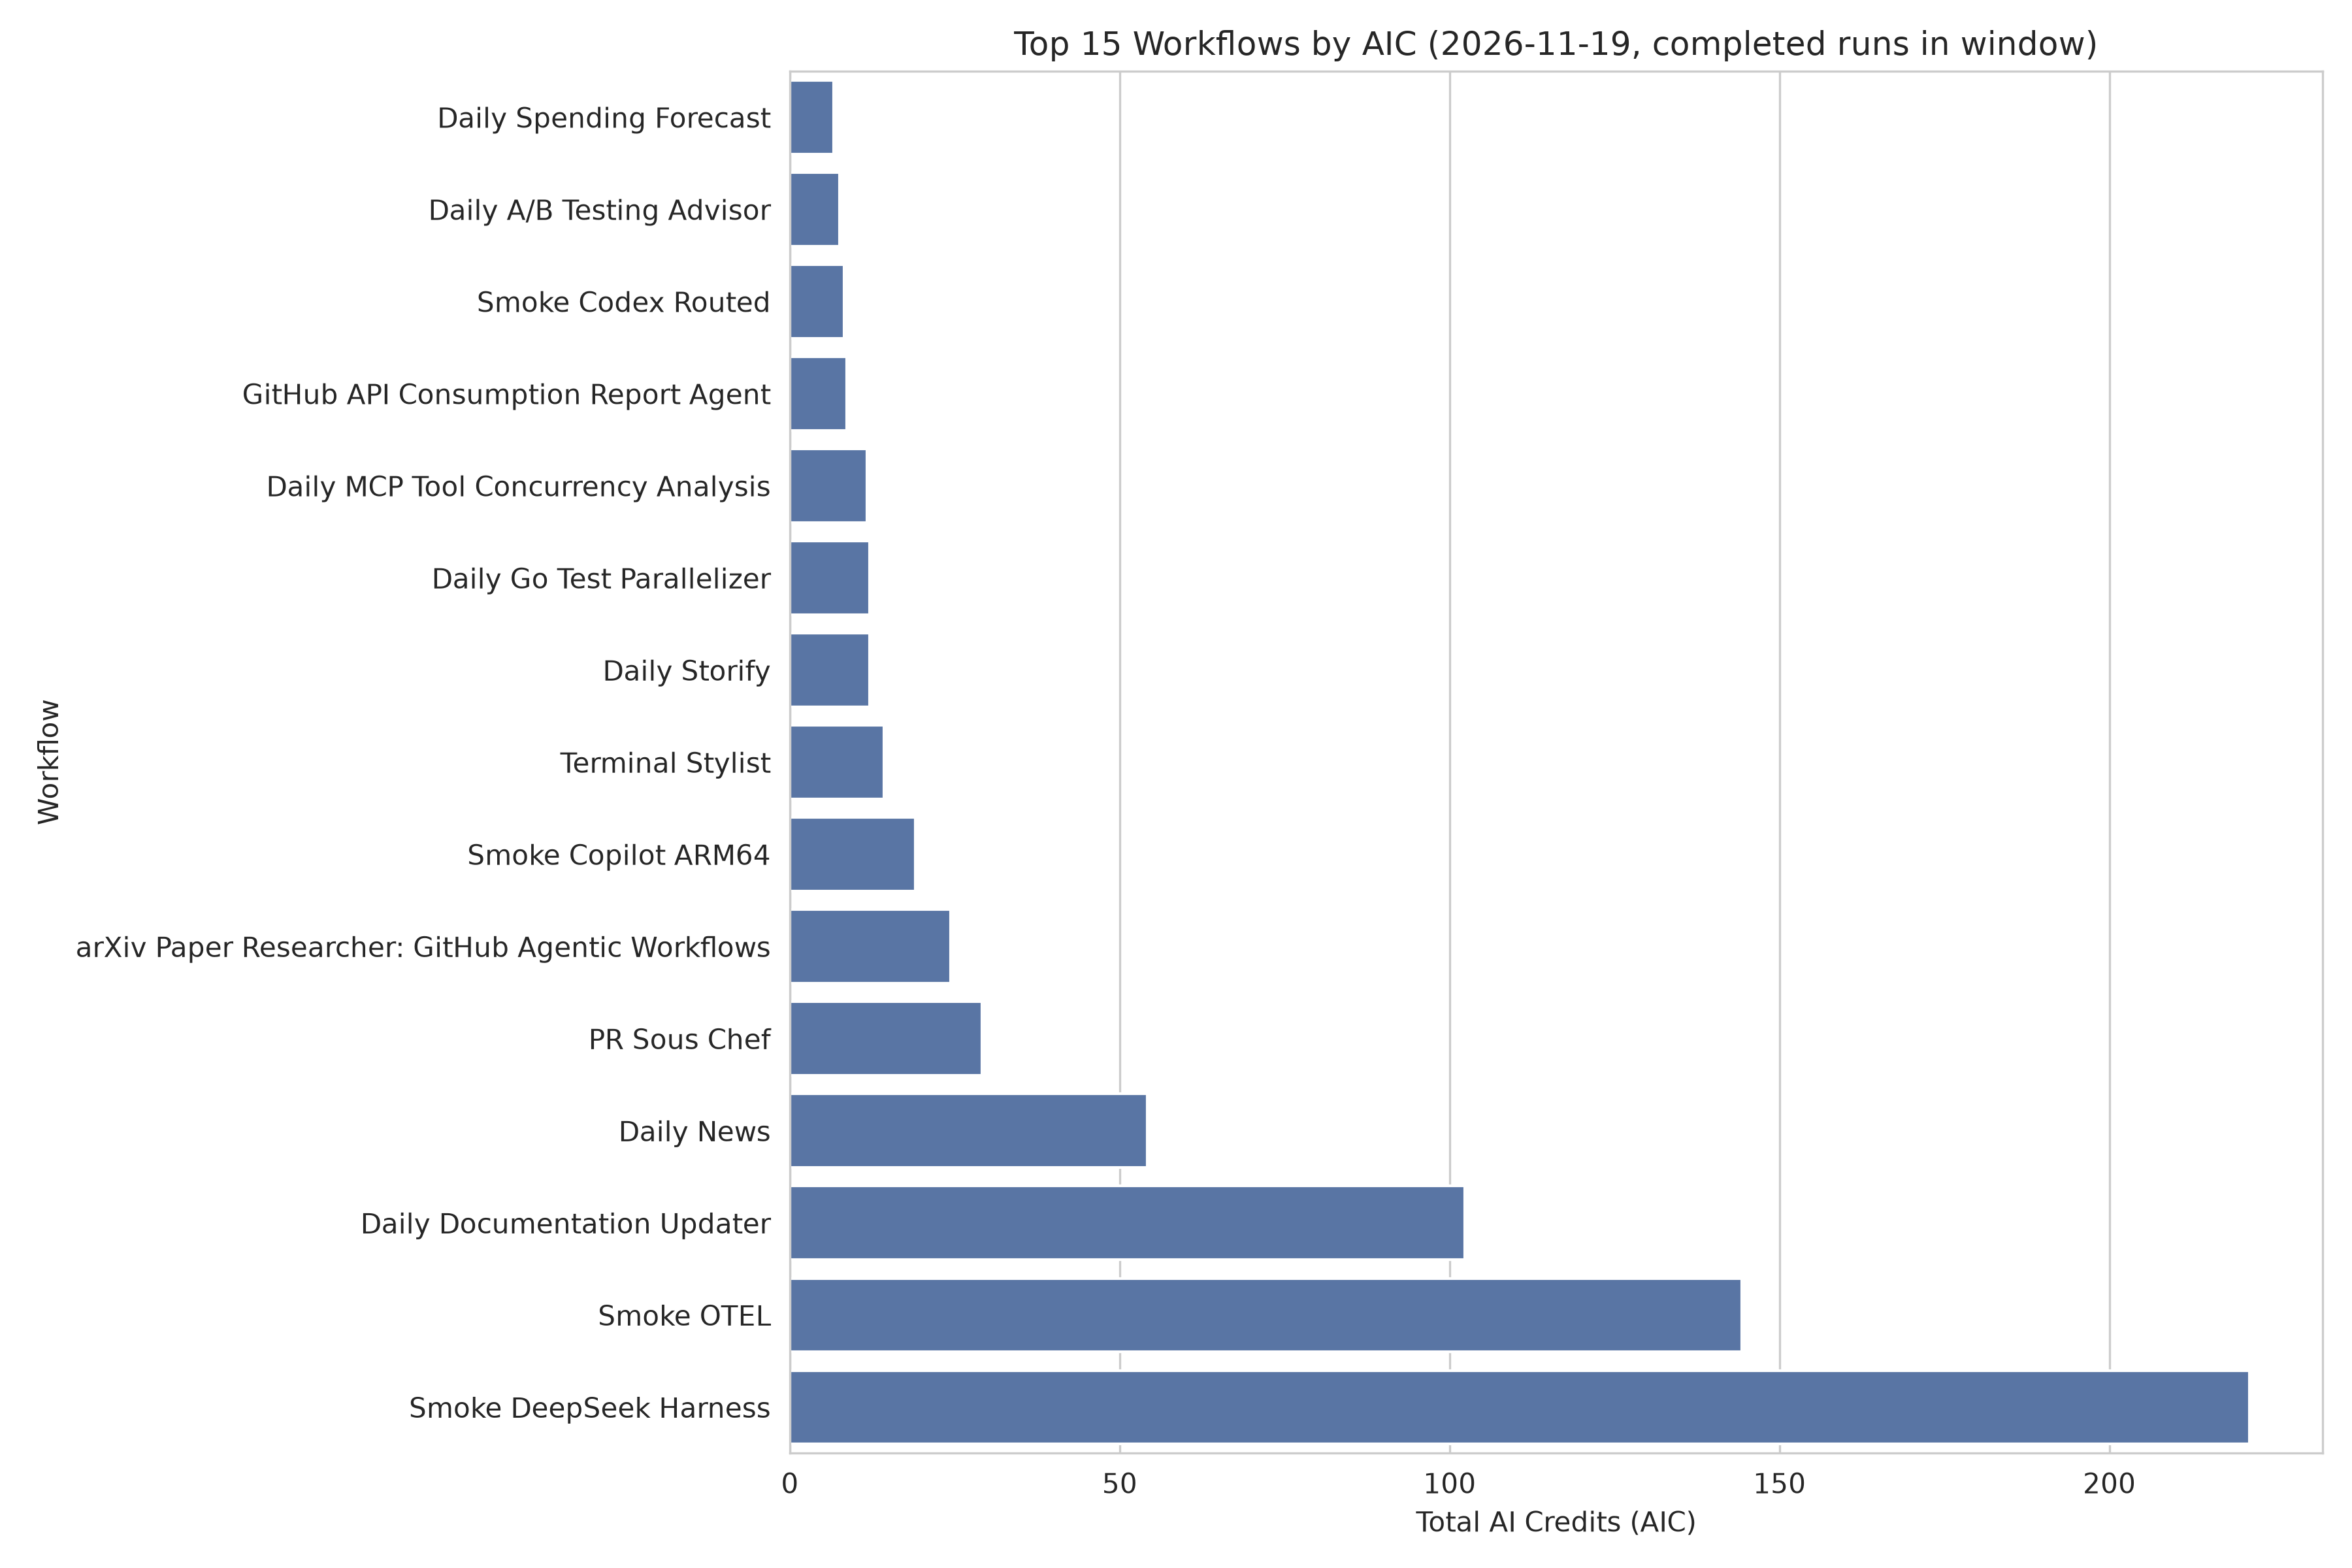 Top 15 Workflows by AIC (2026-11-19, completed runs in window)
Daily Spending Forecast
Daily A/B Testing Advisor
Smoke Codex Routed
GitHub API Consumption Report Agent
Daily MCP Tool Concurrency Analysis
Daily Go Test Parallelizer
Daily Storify
Terminal Stylist
Smoke Copilot ARM64
arXiv Paper Researcher: GitHub Agentic Workflows
PR Sous Chef
Daily News
Daily Documentation Updater
Smoke OTEL
Smoke DeepSeek Harness
Workflow
0 50 100 150 200
Total AI Credits (AIC)